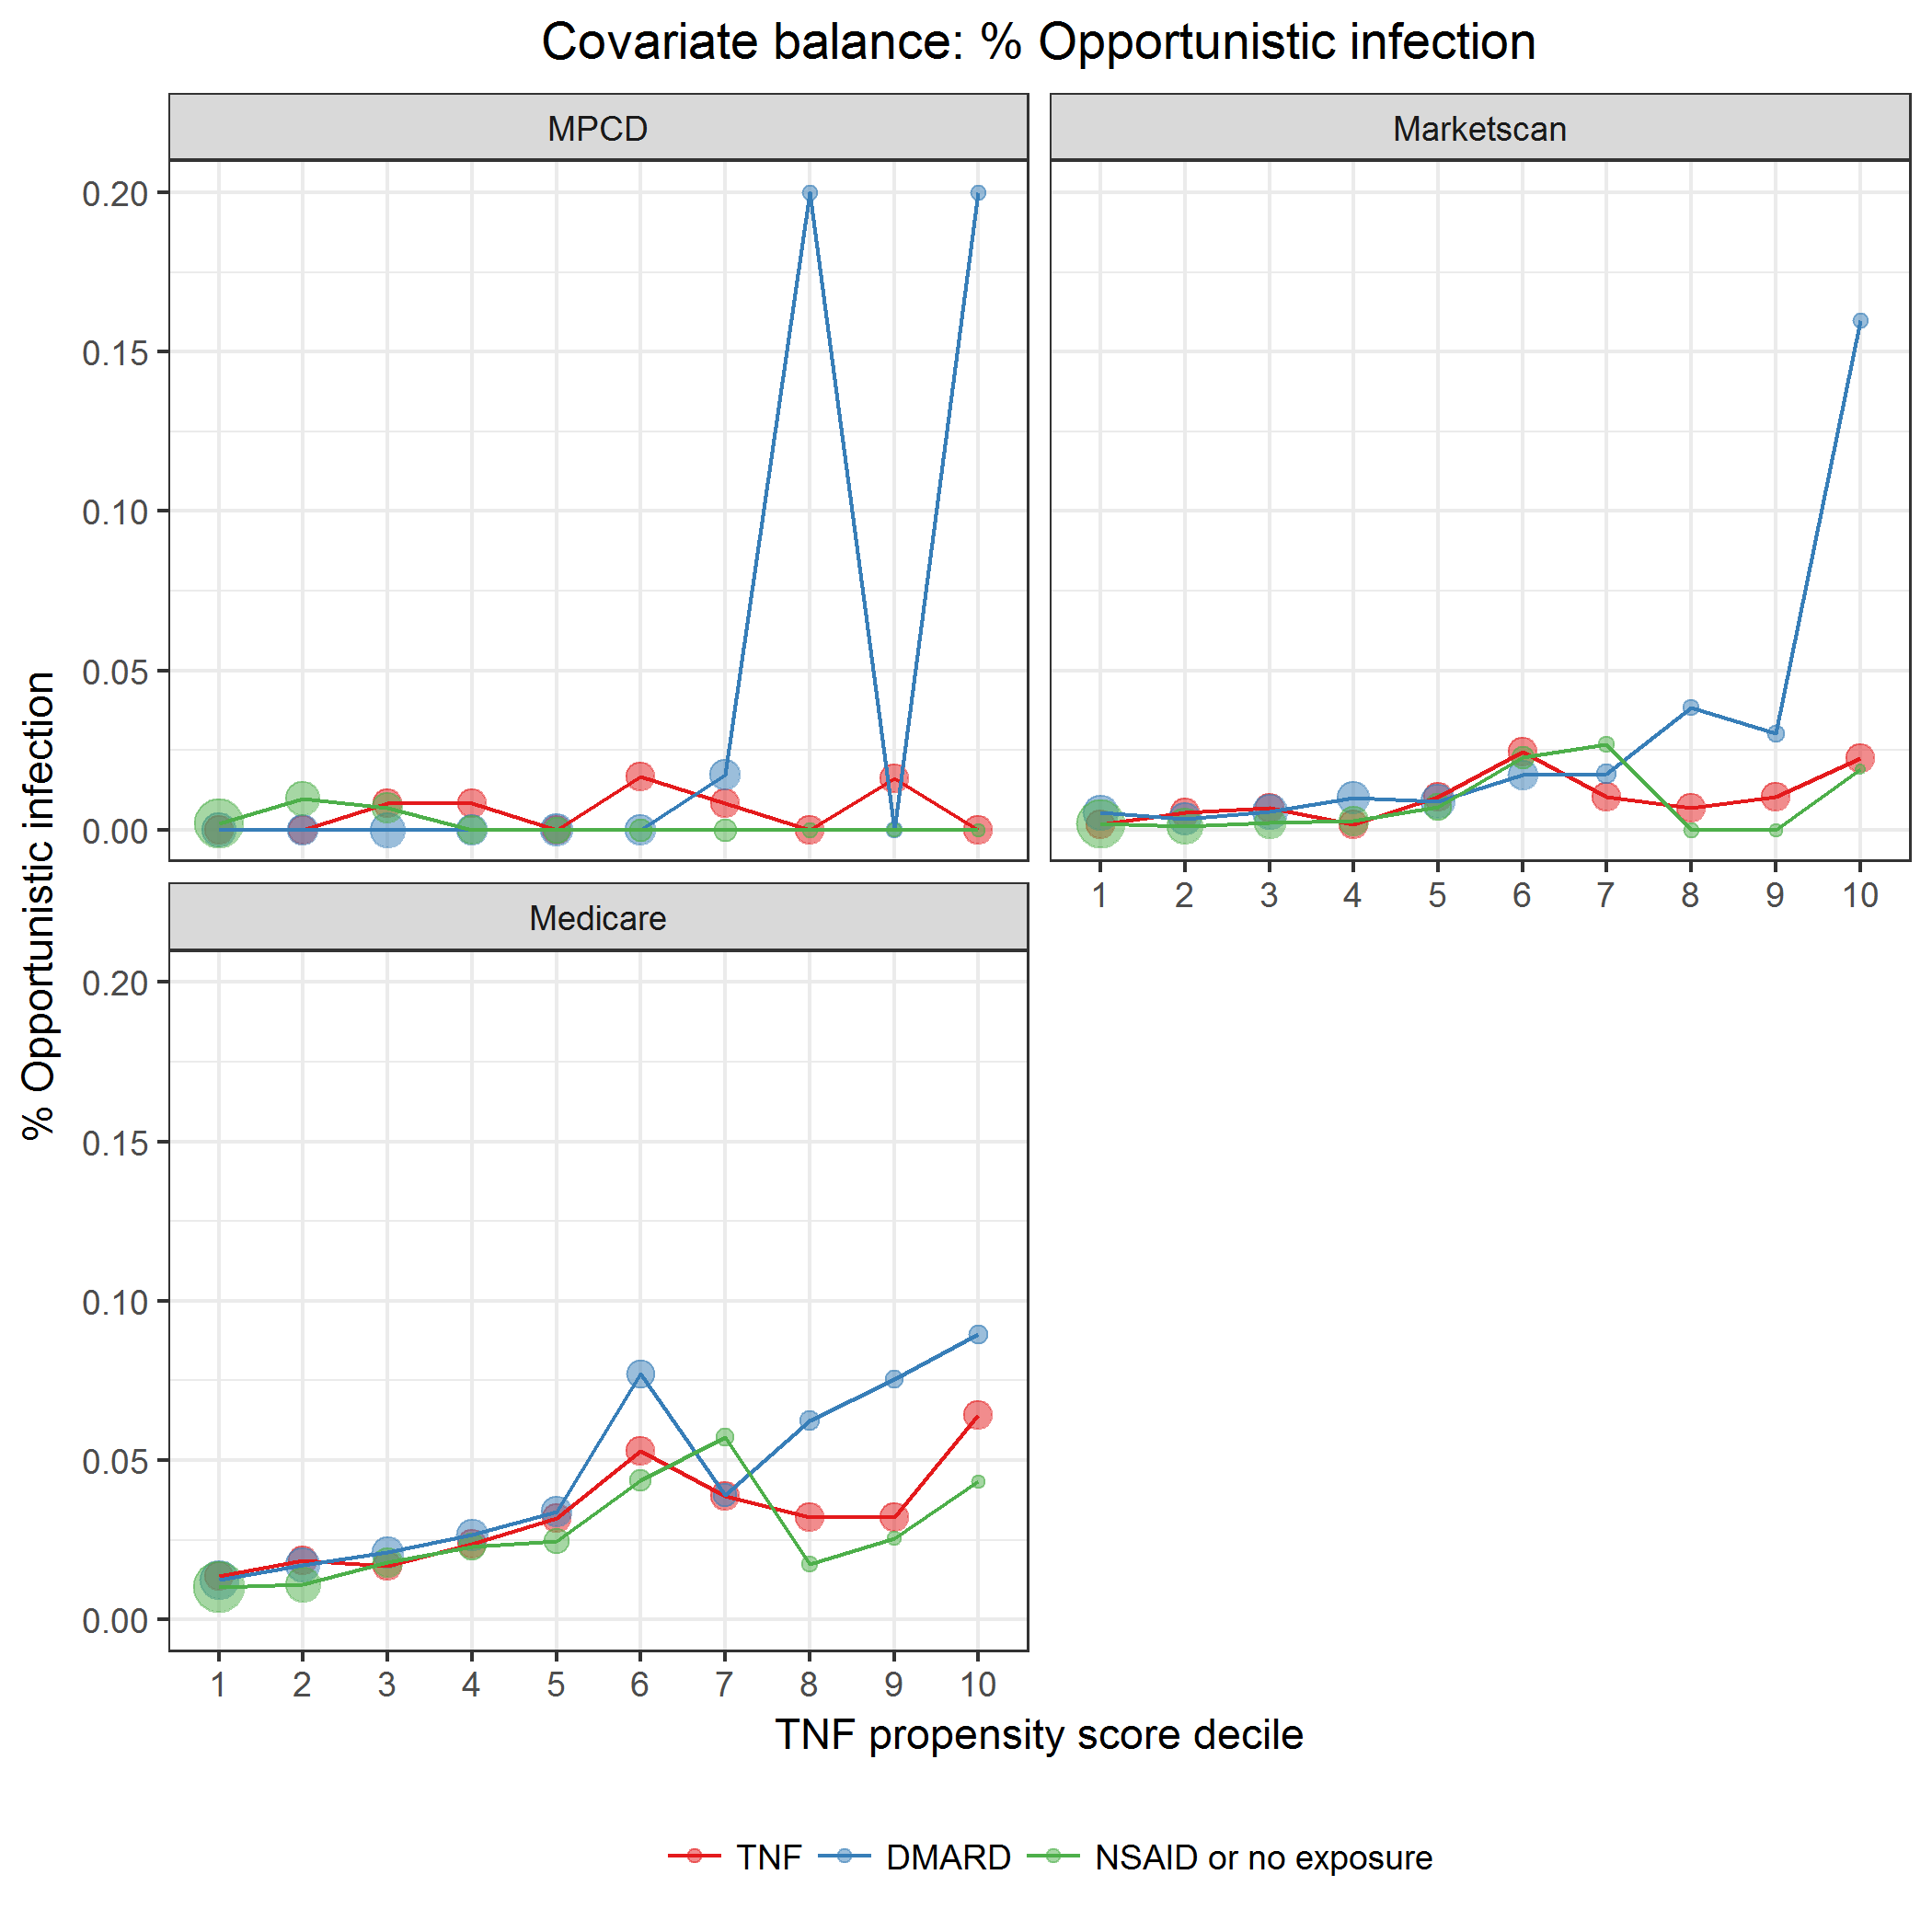 Covariate balance: % Opportunistic infection
MPCD
Marketscan
0.20
0.15
0.10
0.05
0.00
1 2 3 4 5 6 7 8 9 10
Medicare
0.20
0.15
0.10
0.05
0.00
1 2 3 4 5 6 7 8 9 10
% Opportunistic infection
TNF propensity score decile
TNF DMARD NSAID or no exposure